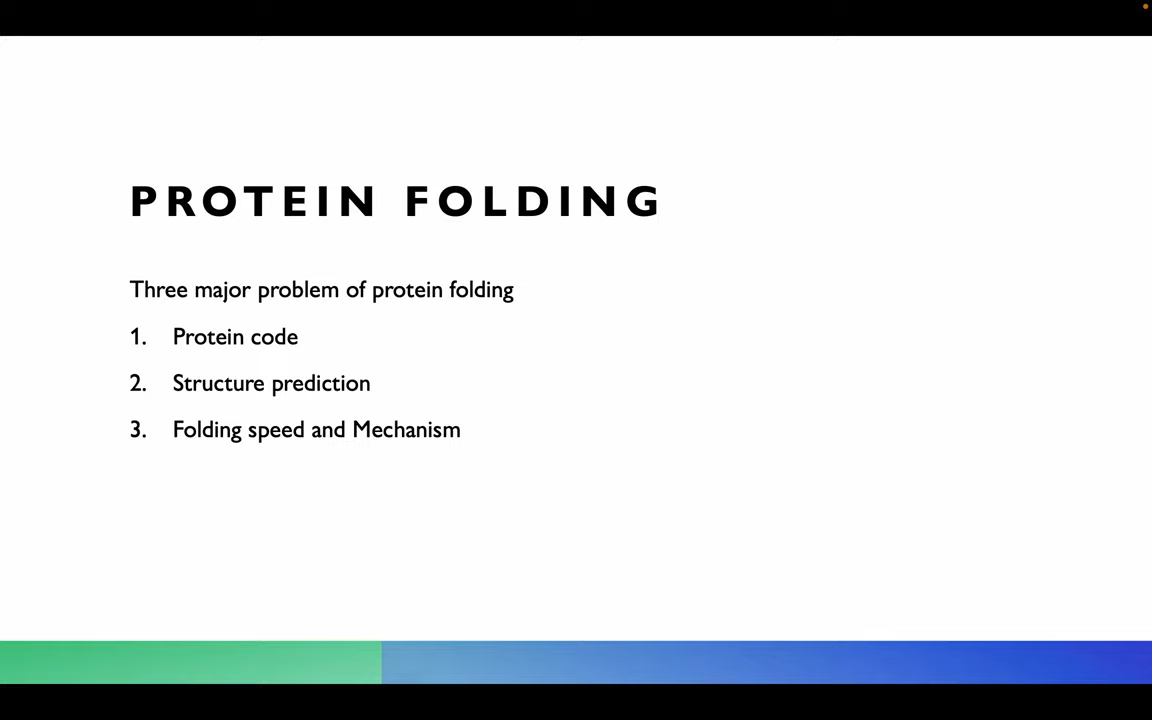 PROTEIN FOLDING
Three major problem of protein folding
1. Protein code
2. Structure prediction
3. Folding speed and Mechanism